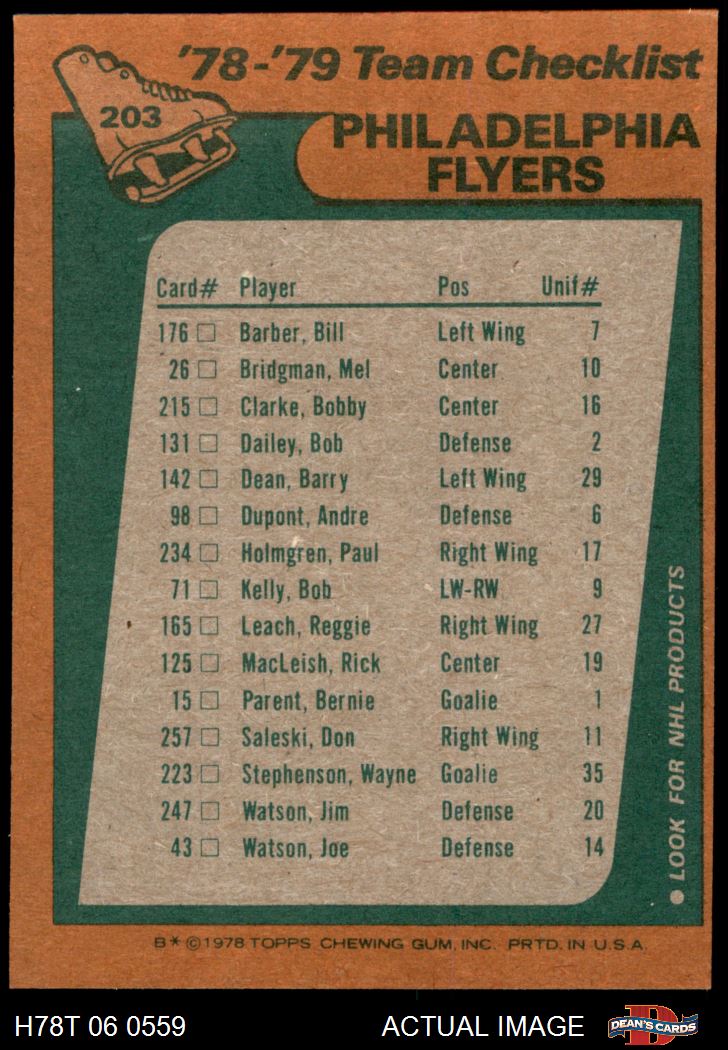 '78-'79 Team Checklist
203
PHILADELPHIA
FLYERS
Card# Player Pos Unif#
176 □ Barber, Bill Left Wing 7
26 □ Bridgman, Mel Center 10
215 □ Clarke, Bobby Center 16
131 □ Dailey, Bob Defense 2
142 □ Dean, Barry Left Wing 29
98 □ Dupont, Andre Defense 6
234 □ Holmgren, Paul Right Wing 17
71 □ Kelly, Bob LW-RW 9
165 □ Leach, Reggie Right Wing 27
125 □ MacLeish, Rick Center 19
15 □ Parent, Bernie Goalie 1
257 □ Saleski, Don Right Wing 11
223 □ Stephenson, Wayne Goalie 35
247 □ Watson, Jim Defense 20
43 □ Watson, Joe Defense 14
● LOOK FOR NHL PRODUCTS
B* ©1978 TOPPS CHEWING GUM, INC. PRTD. IN U.S.A.
H78T 06 0559 ACTUAL IMAGE
D
DEAN'S CARDS